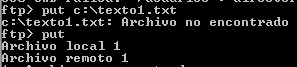 ftp> put c:\texto1.txt
c:\texto1.txt: Archivo no encontrado
ftp> put
Archivo local 1
Archivo remoto 1